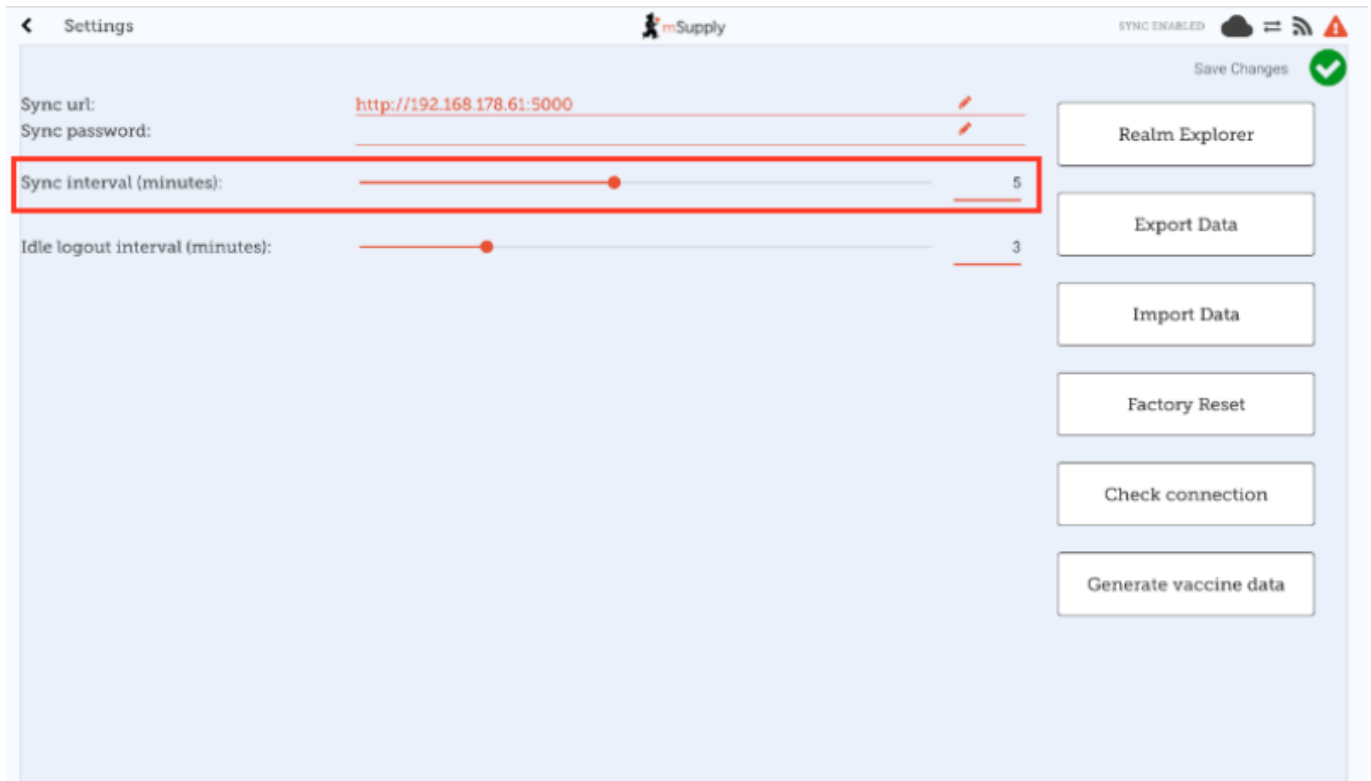 Settings
mSupply
SYNC ENABLED
Save Changes
Sync url: http://192.168.178.61:5000
Sync password:
Sync interval (minutes): 5
Idle logout interval (minutes): 3
Realm Explorer
Export Data
Import Data
Factory Reset
Check connection
Generate vaccine data